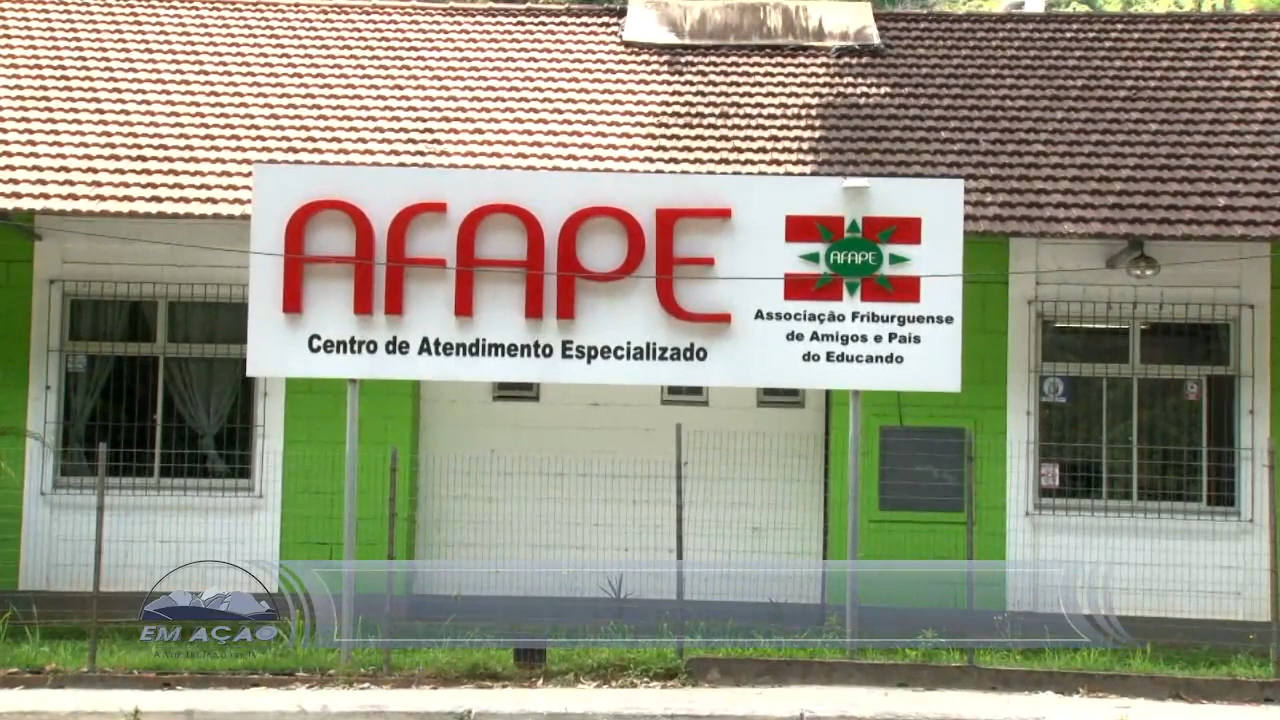 AFAPE
Centro de Atendimento Especializado
AFAPE
Associação Friburguense
de Amigos e Pais
do Educando
EM AÇÃO